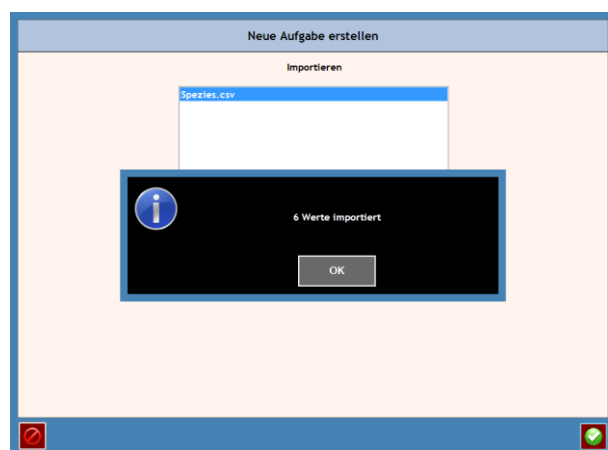 Neue Aufgabe erstellen
Importieren
Spezies.csv
6 Werte importiert
OK